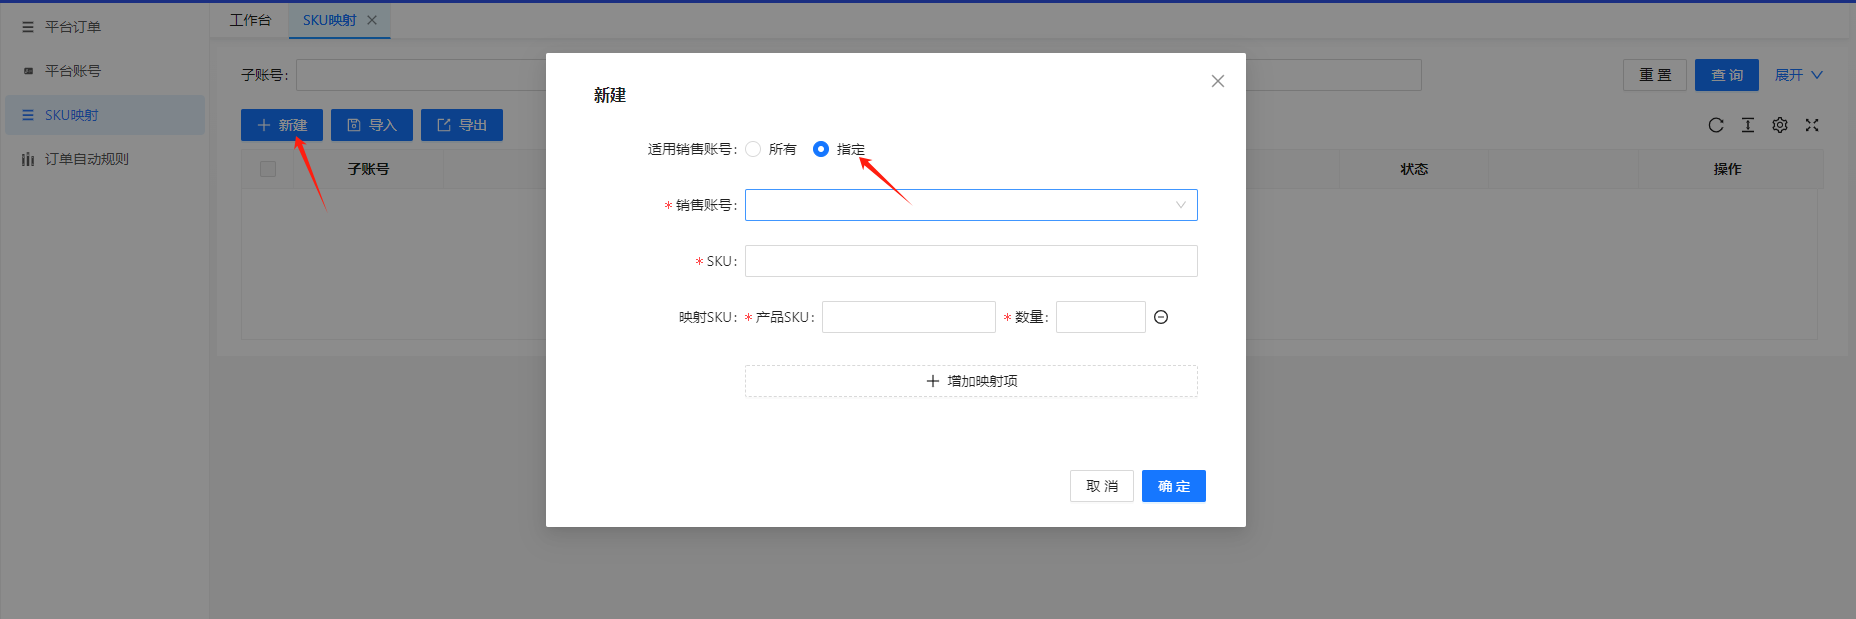 平台订单
平台账号
SKU映射
订单自动规则
工作台
SKU映射
子账号:
重 置
查 询
展开
新建
导入
导出
子账号
状态
操作
新建
适用销售账号:
所有
指定
* 销售账号:
* SKU:
映射SKU:
* 产品SKU:
* 数量:
增加映射项
取 消
确 定